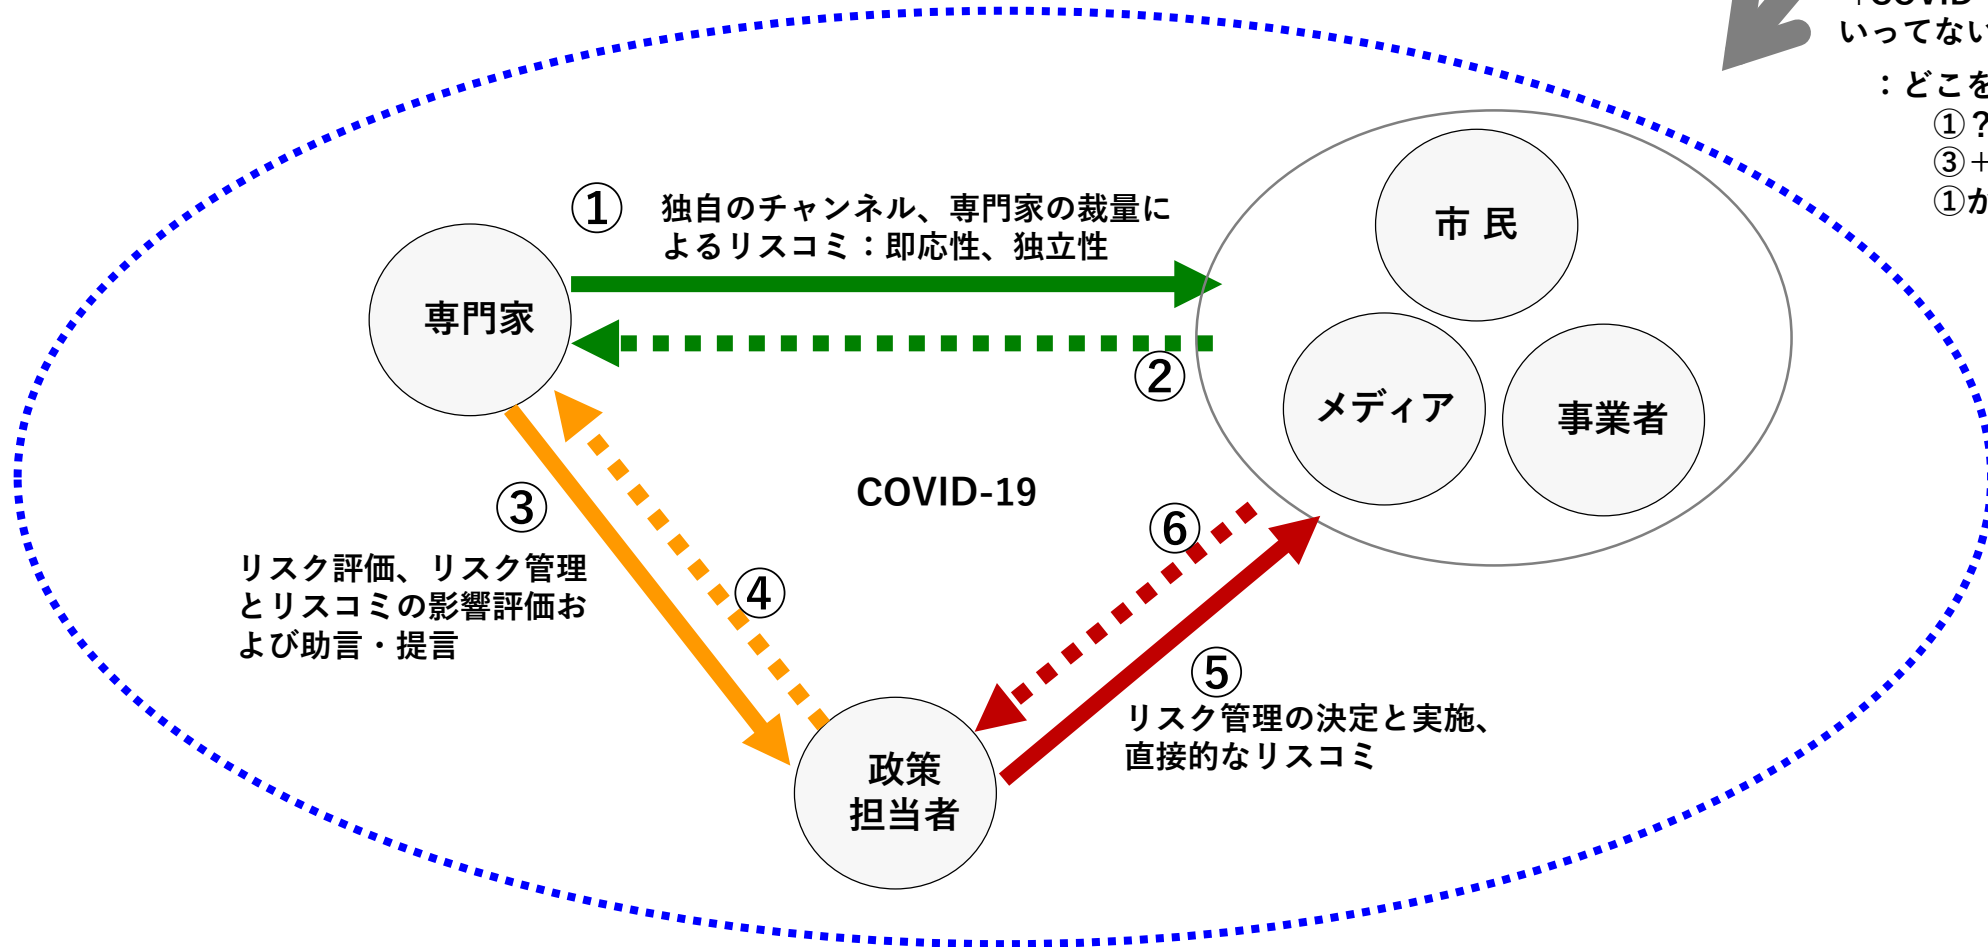 いってない
：どこを
①？
③＋
①か
①
独自のチャンネル、専門家の裁量に
よるリスコミ：即応性、独立性
市 民
専門家
②
メディア
事業者
COVID-19
③
⑥
リスク評価、リスク管理
とリスコミの影響評価お
よび助言・提言
④
⑤
リスク管理の決定と実施、
直接的なリスコミ
政策
担当者